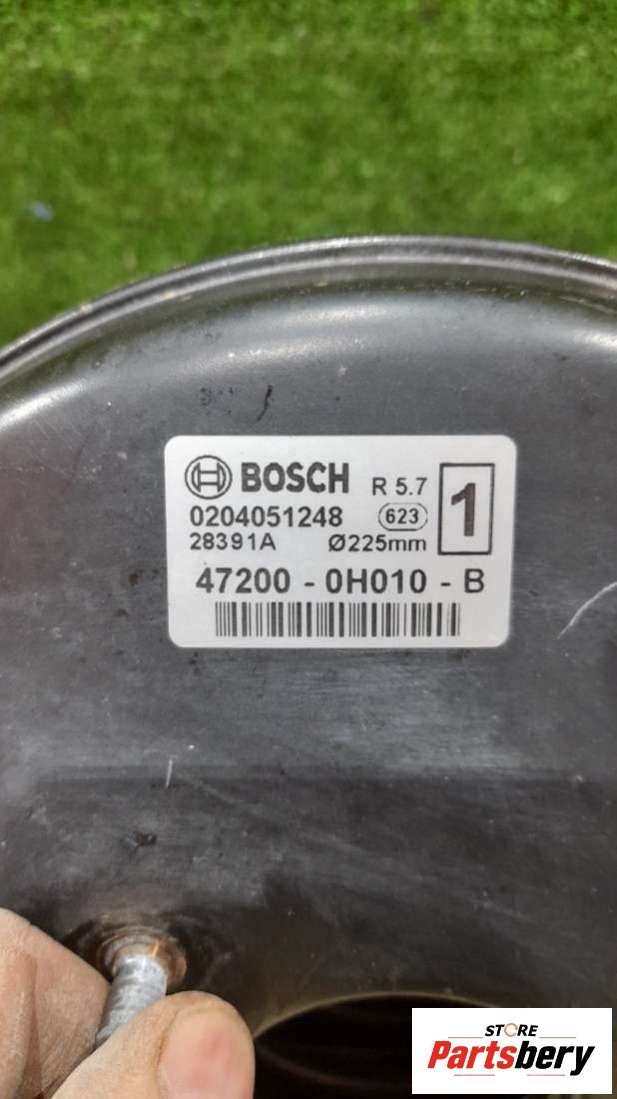 BOSCH R 5.7 1
0204051248 623
28391A Ø225mm
47200 - 0H010 - B
STORE
Partsbery